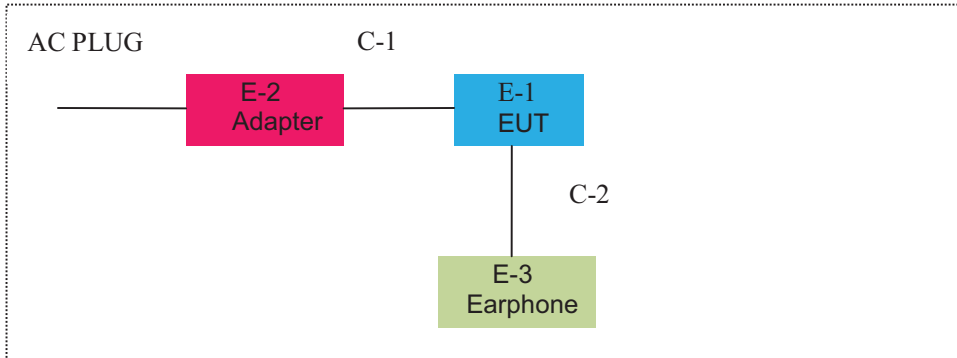 AC PLUG
C-1
E-2
Adapter
E-1
EUT
C-2
E-3
Earphone